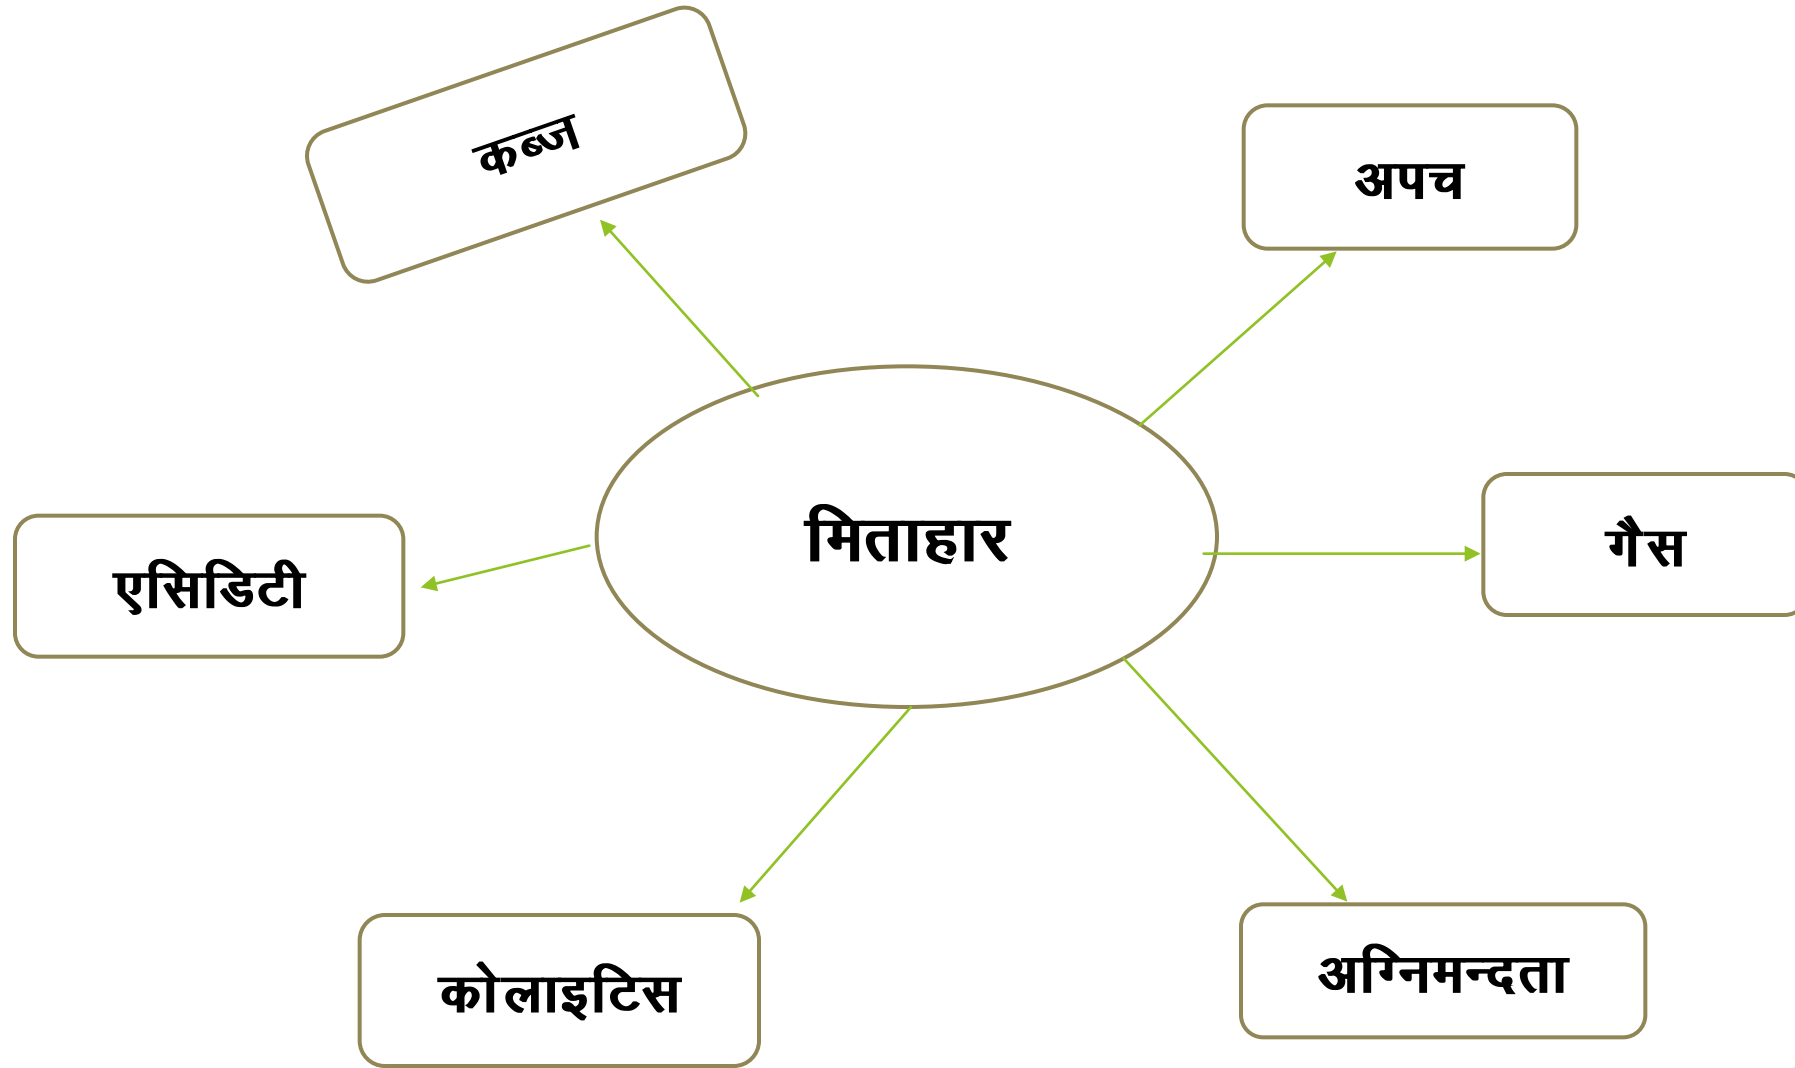 कब्ज
अपच
मिताहार
गैस
एसिडिटी
अग्निमन्दता
कोलाइटिस